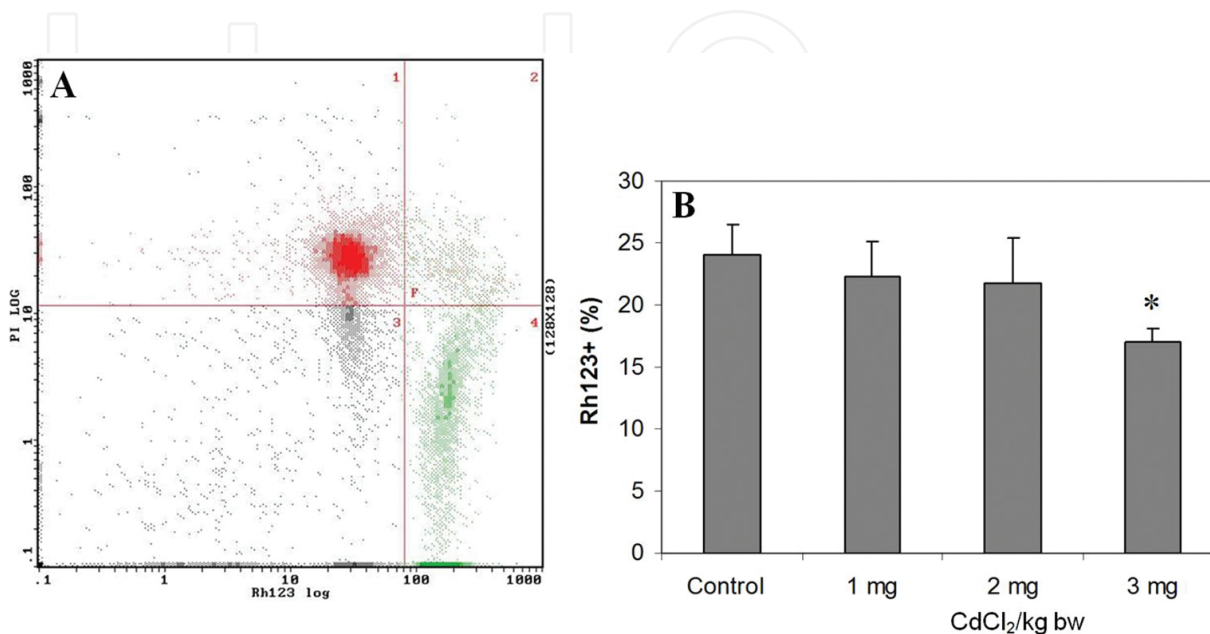 A
1
2
1000
100
PI LOG
F
3
4
10
(128X128)
1
.1
.1
1
10
100
1000
Rh123 log
B
30
25
20
15
10
5
0
Rh123+ (%)
*
Control
1 mg
2 mg
3 mg
CdCl₂/kg bw